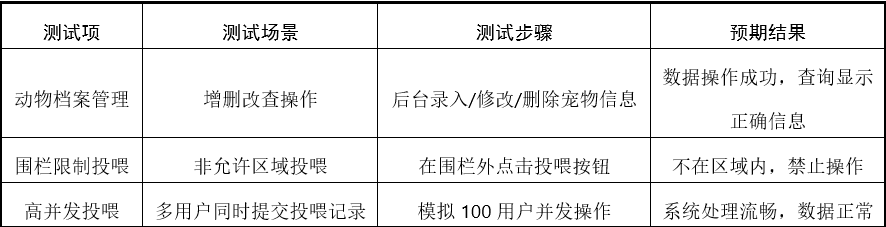 测试项 测试场景 测试步骤 预期结果
动物档案管理 增删改查操作 后台录入/修改/删除宠物信息 数据操作成功，查询显示
正确信息
围栏限制投喂 非允许区域投喂 在围栏外点击投喂按钮 不在区域内，禁止操作
高并发投喂 多用户同时提交投喂记录 模拟 100 用户并发操作 系统处理流畅，数据正常